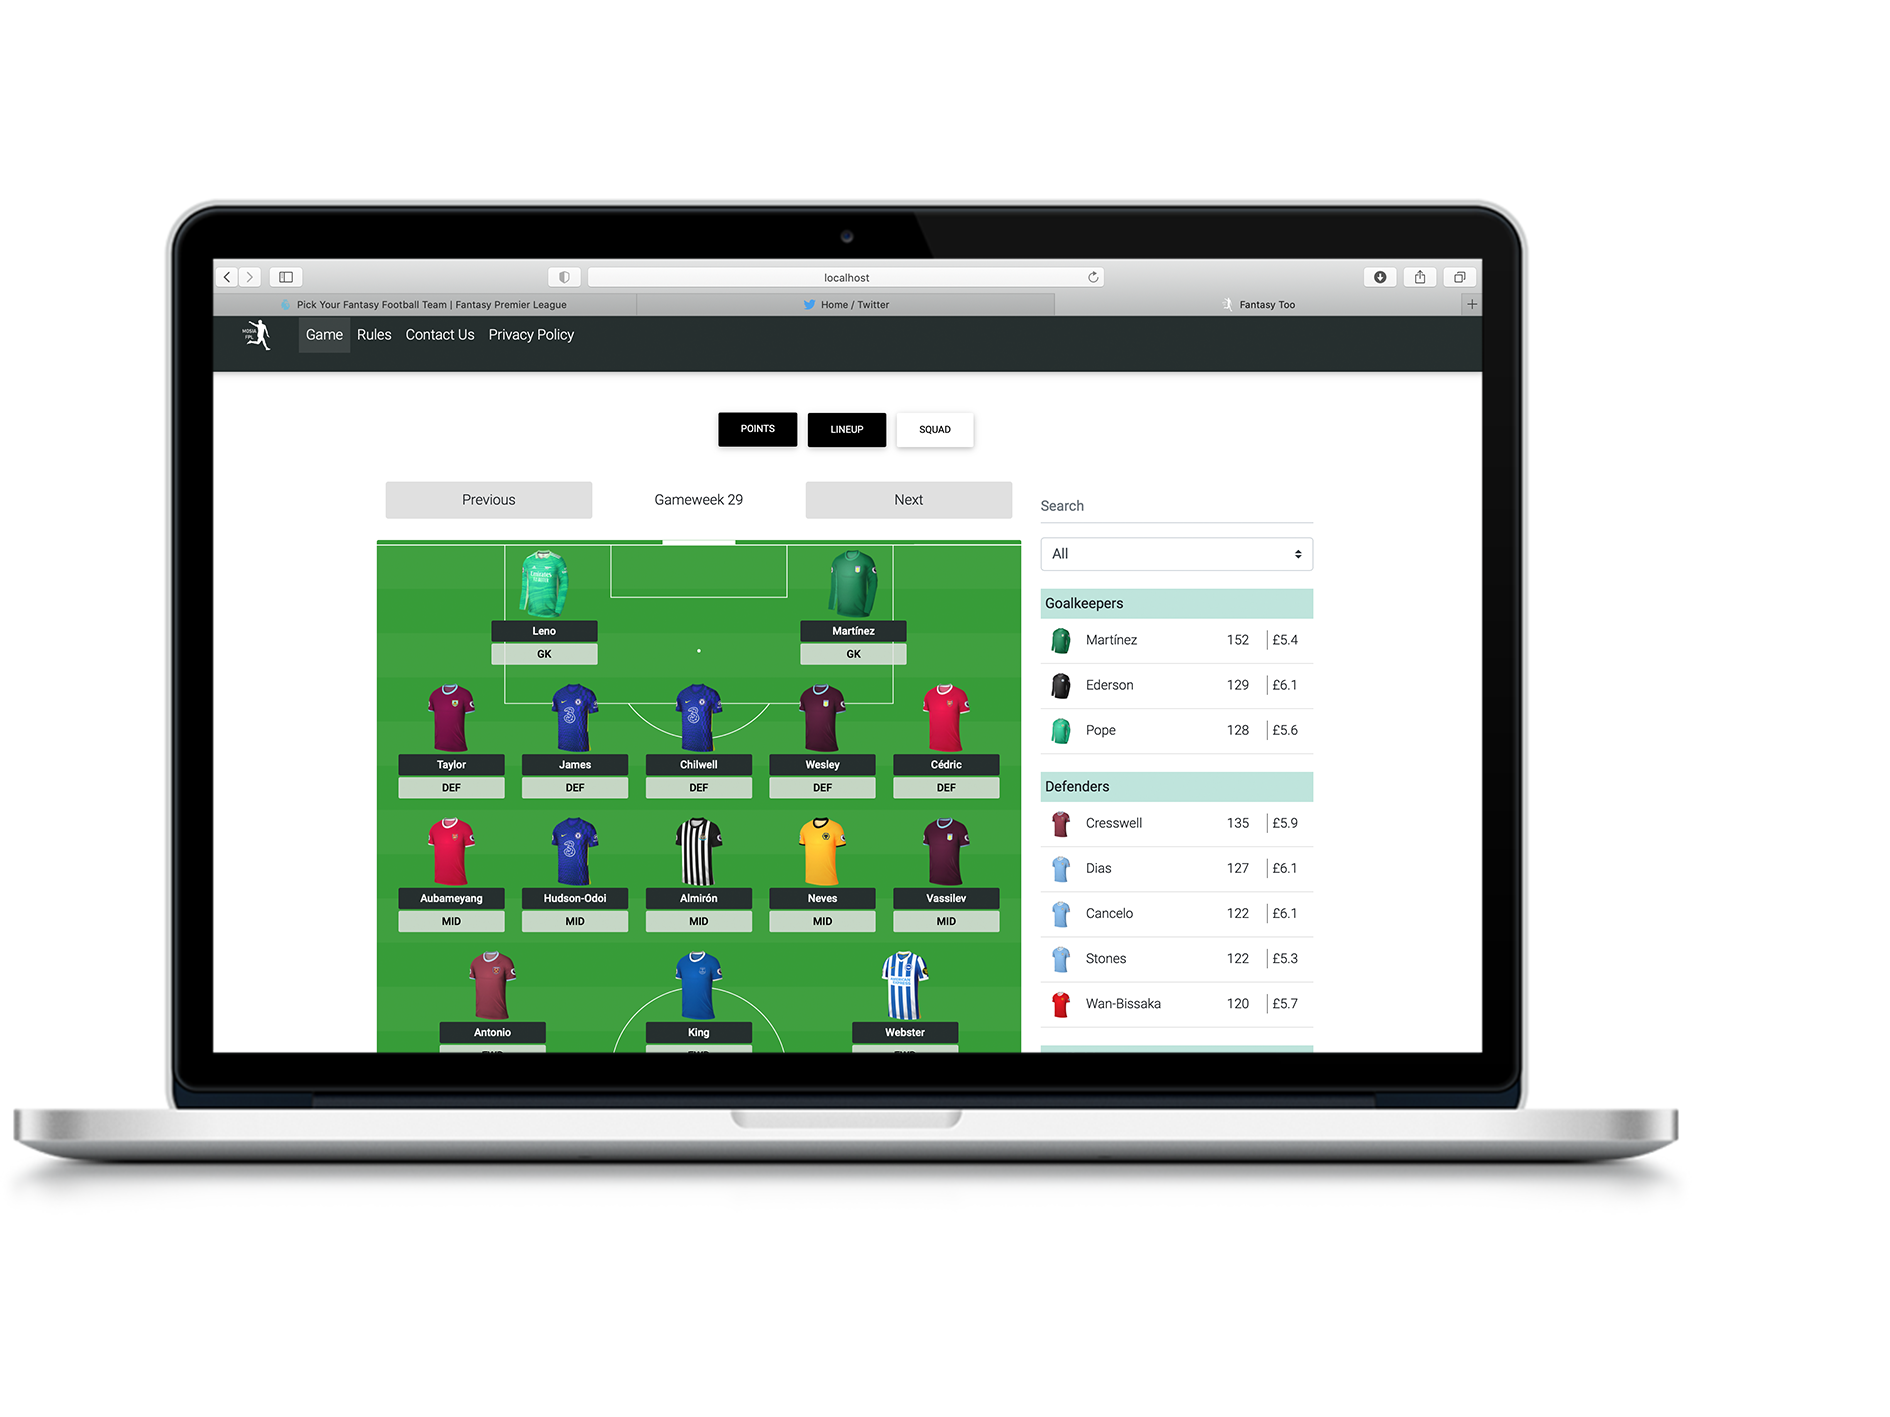 localhost
Pick Your Fantasy Football Team | Fantasy Premier League
Home / Twitter
Fantasy Too
MOSIA
FPL
Game Rules Contact Us Privacy Policy
POINTS LINEUP SQUAD
Previous Gameweek 29 Next
Search
All
Emirates
Leno Martínez
GK GK
Taylor James Chilwell Wesley Cédric
DEF DEF DEF DEF DEF
Aubameyang Hudson-Odoi Almirón Neves Vassilev
MID MID MID MID MID
Antonio King Webster
Goalkeepers
Martínez 152 £5.4
Ederson 129 £6.1
Pope 128 £5.6
Defenders
Cresswell 135 £5.9
Dias 127 £6.1
Cancelo 122 £6.1
Stones 122 £5.3
Wan-Bissaka 120 £5.7